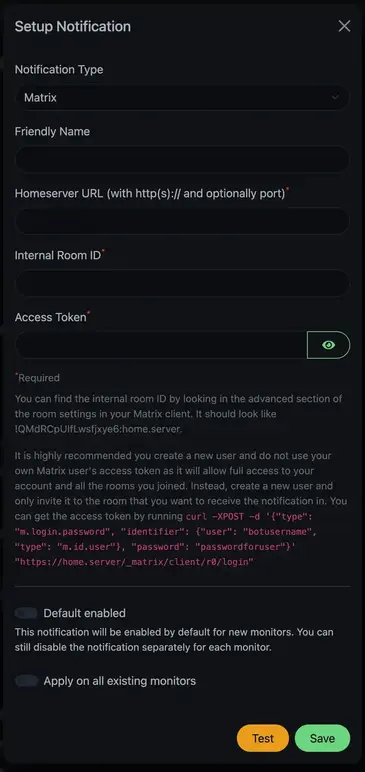 Setup Notification
Notification Type
Matrix
Friendly Name
Homeserver URL (with http(s):// and optionally port)*
Internal Room ID*
Access Token*
*Required
You can find the internal room ID by looking in the advanced section
of the room settings in your Matrix client. It should look like
!QMdRCpUIfLwsfjxye6:home.server.
It is highly recommended you create a new user and do not use your
own Matrix user's access token as it will allow full access to your
account and all the rooms you joined. Instead, create a new user and
only invite it to the room that you want to receive the notification in. You
can get the access token by running curl -XPOST -d '{"type":
"m.login.password", "identifier": {"user": "botusername",
"type": "m.id.user"}, "password": "passwordforuser"}'
"https://home.server/_matrix/client/r0/login"
Default enabled
This notification will be enabled by default for new monitors. You can
still disable the notification separately for each monitor.
Apply on all existing monitors
Test
Save